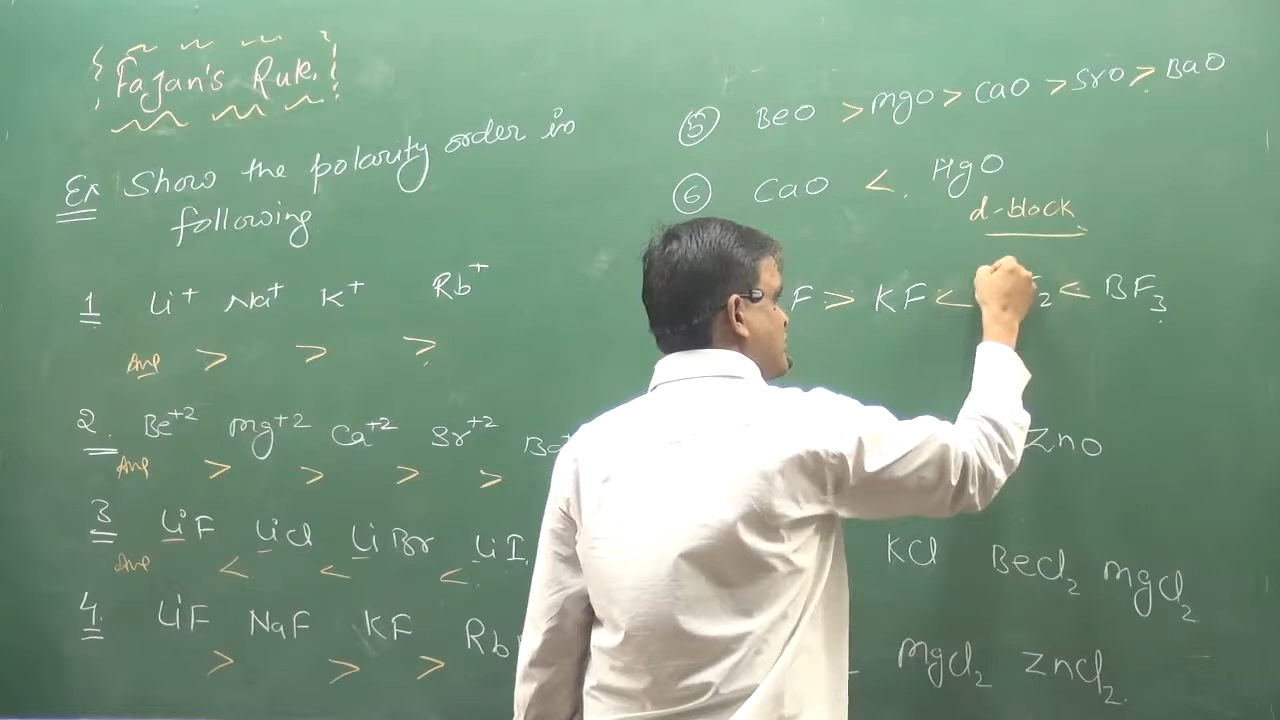 Fajan's Rule.
Ex Show the polarity order in
following
1 Li+ Na+ K+ Rb+
Ans > > >
2. Be+2 Mg+2 Ca+2 Sr+2
Ans > > > >
3 LiF LiCl LiBr LiI
Ans < < <
4. LiF NaF KF
> > >
5 BeO > MgO > CaO > SrO > BaO
6 CaO < HgO
d-block
F > KF < < BF3
ZnO
KCl BeCl2 MgCl2
MgCl2 ZnCl2.